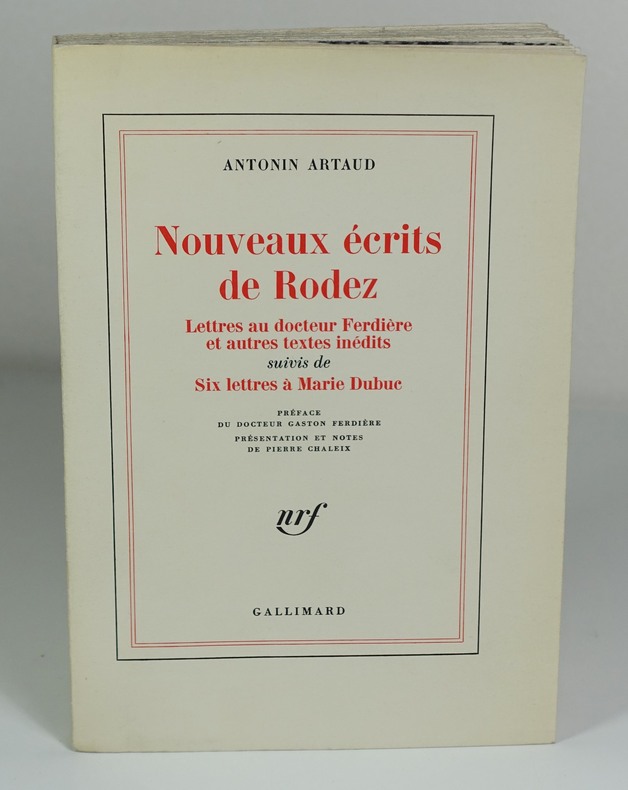 ANTONIN ARTAUD
Nouveaux écrits
de Rodez
Lettres au docteur Ferdière
et autres textes inédits
suivis de
Six lettres à Marie Dubuc
PRÉFACE
DU DOCTEUR GASTON FERDIÈRE
PRÉSENTATION ET NOTES
DE PIERRE CHALEIX
nrf
GALLIMARD